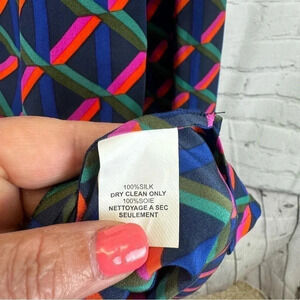 100%SILK
DRY CLEAN ONLY
100%SOIE
NETTOYAGE A SEC
SEULEMENT